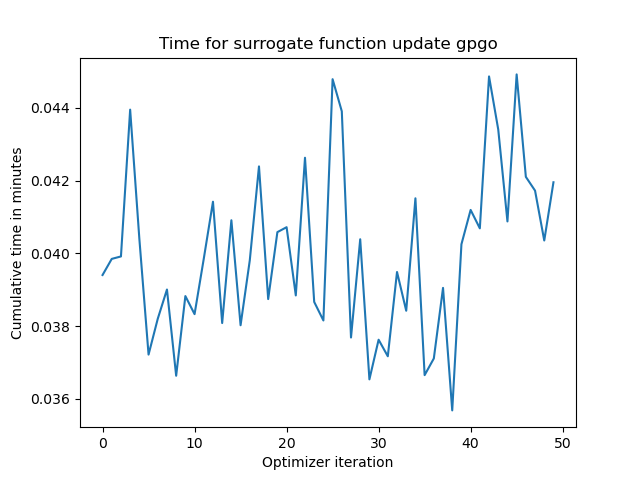 Time for surrogate function update gpgo
Cumulative time in minutes
0.044
0.042
0.040
0.038
0.036
0 10 20 30 40 50
Optimizer iteration